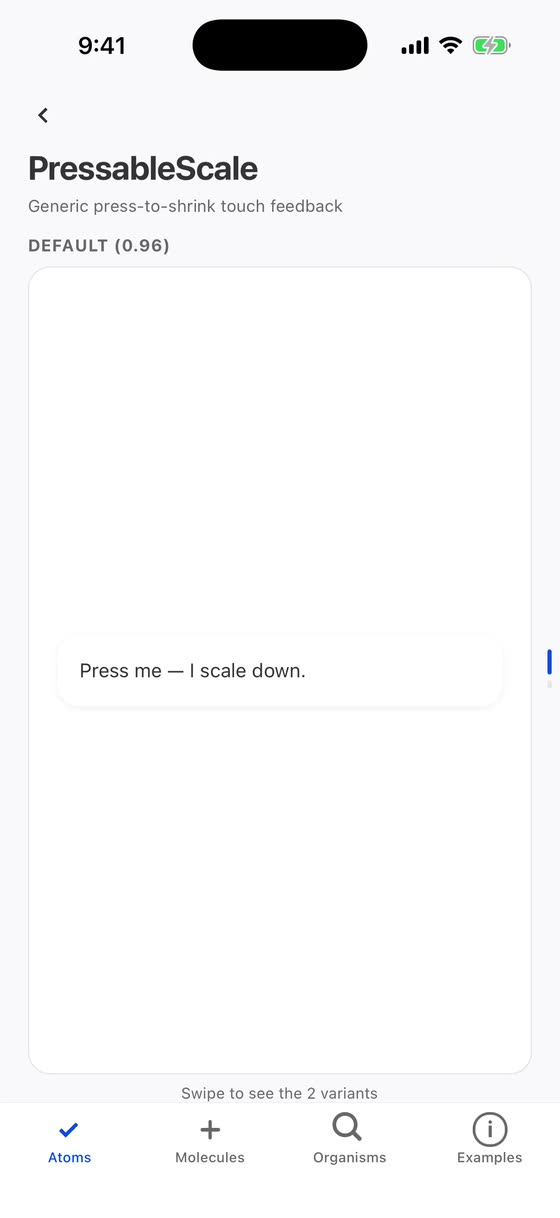 9:41
PressableScale
Generic press-to-shrink touch feedback
DEFAULT (0.96)
Press me — I scale down.
Swipe to see the 2 variants
Atoms
Molecules
Organisms
Examples